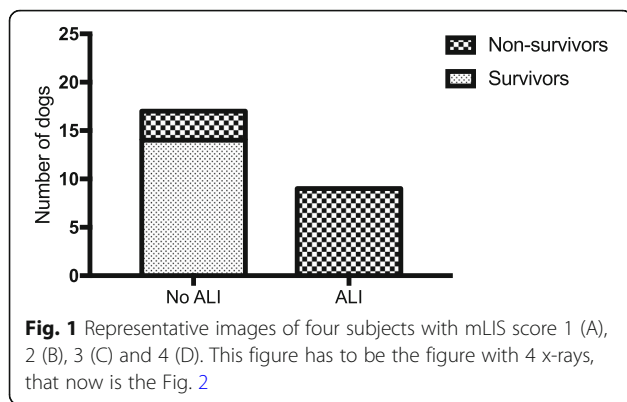 25
20
15
10
5
0
Number of dogs
No ALI
ALI
Non-survivors
Survivors
Fig. 1 Representative images of four subjects with mLIS score 1 (A),
2 (B), 3 (C) and 4 (D). This figure has to be the figure with 4 x-rays,
that now is the Fig. 2